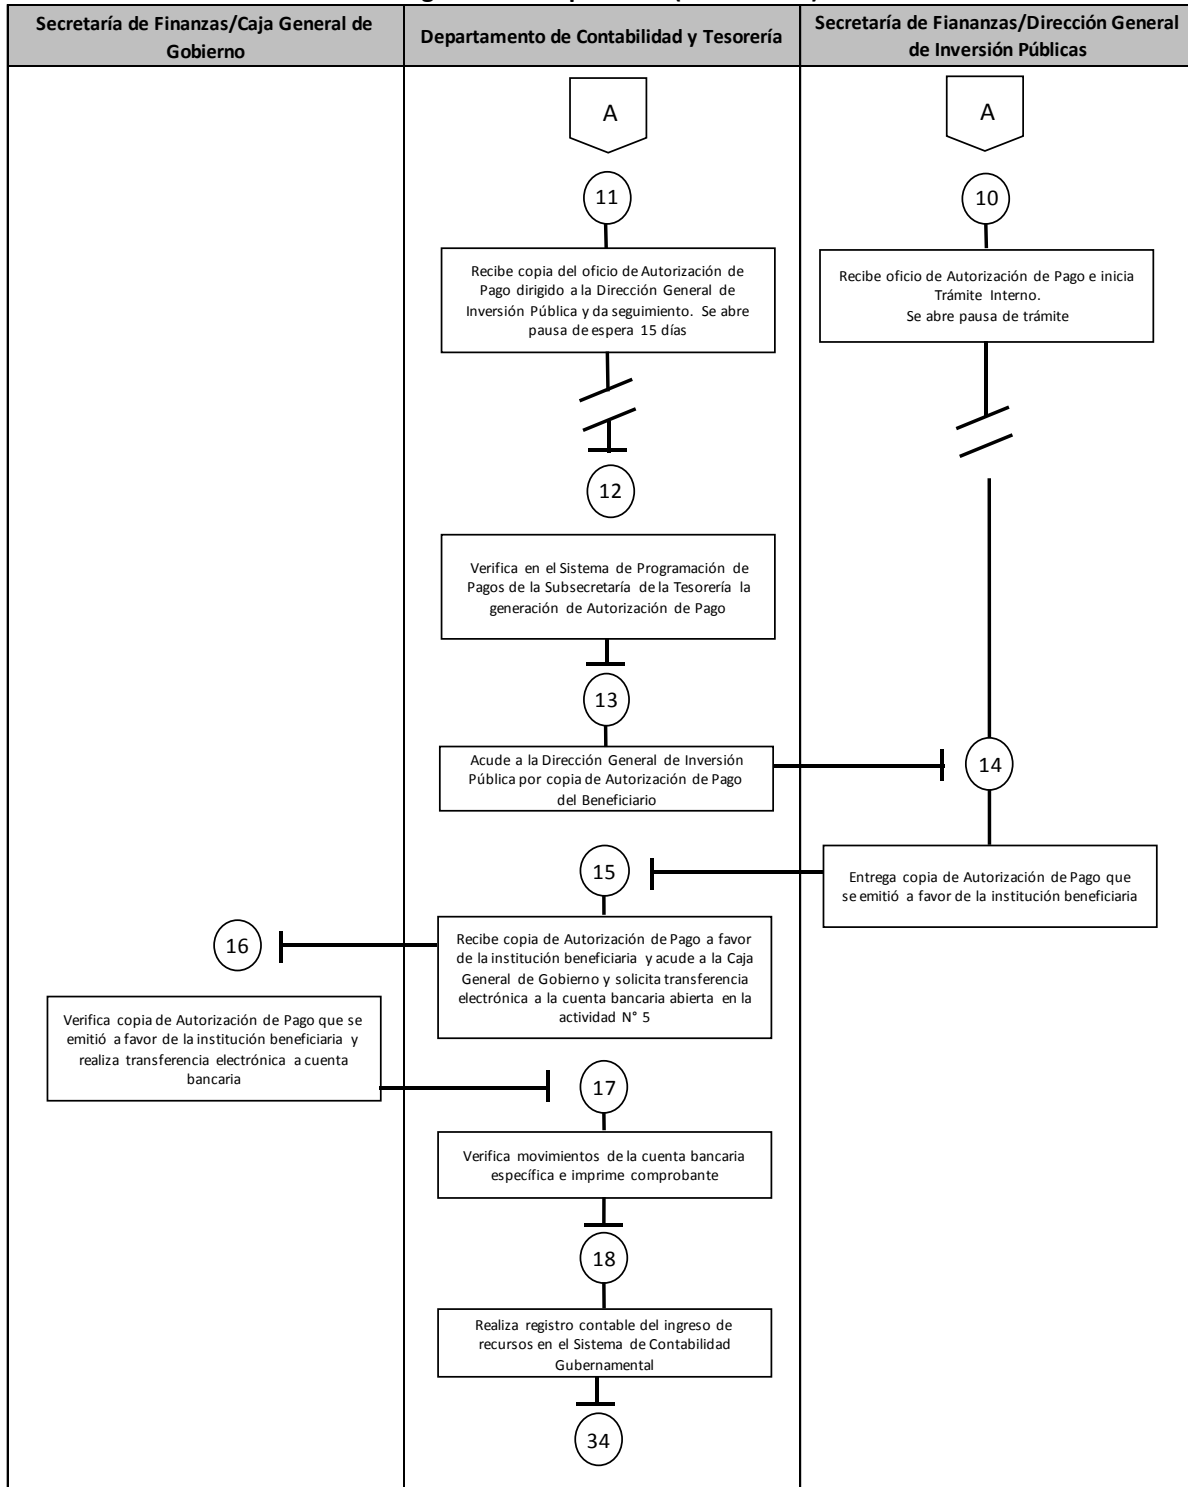 Secretaría de Finanzas/Caja General de
Gobierno
Departamento de Contabilidad y Tesorería
Secretaría de Fiananzas/Dirección General
de Inversión Públicas
A
A
11
10
Recibe copia del oficio de Autorización de
Pago dirigido a la Dirección General de
Inversión Pública y da seguimiento. Se abre
pausa de espera 15 días
Recibe oficio de Autorización de Pago e inicia
Trámite Interno.
Se abre pausa de trámite
12
Verifica en el Sistema de Programación de
Pagos de la Subsecretaría de la Tesorería la
generación de Autorización de Pago
13
Acude a la Dirección General de Inversión
Pública por copia de Autorización de Pago
del Beneficiario
14
Entrega copia de Autorización de Pago que
se emitió a favor de la institución beneficiaria
15
Recibe copia de Autorización de Pago a favor
de la institución beneficiaria y acude a la Caja
General de Gobierno y solicita transferencia
electrónica a la cuenta bancaria abierta en la
actividad N° 5
16
Verifica copia de Autorización de Pago que se
emitió a favor de la institución beneficiaria y
realiza transferencia electrónica a cuenta
bancaria
17
Verifica movimientos de la cuenta bancaria
específica e imprime comprobante
18
Realiza registro contable del ingreso de
recursos en el Sistema de Contabilidad
Gubernamental
34